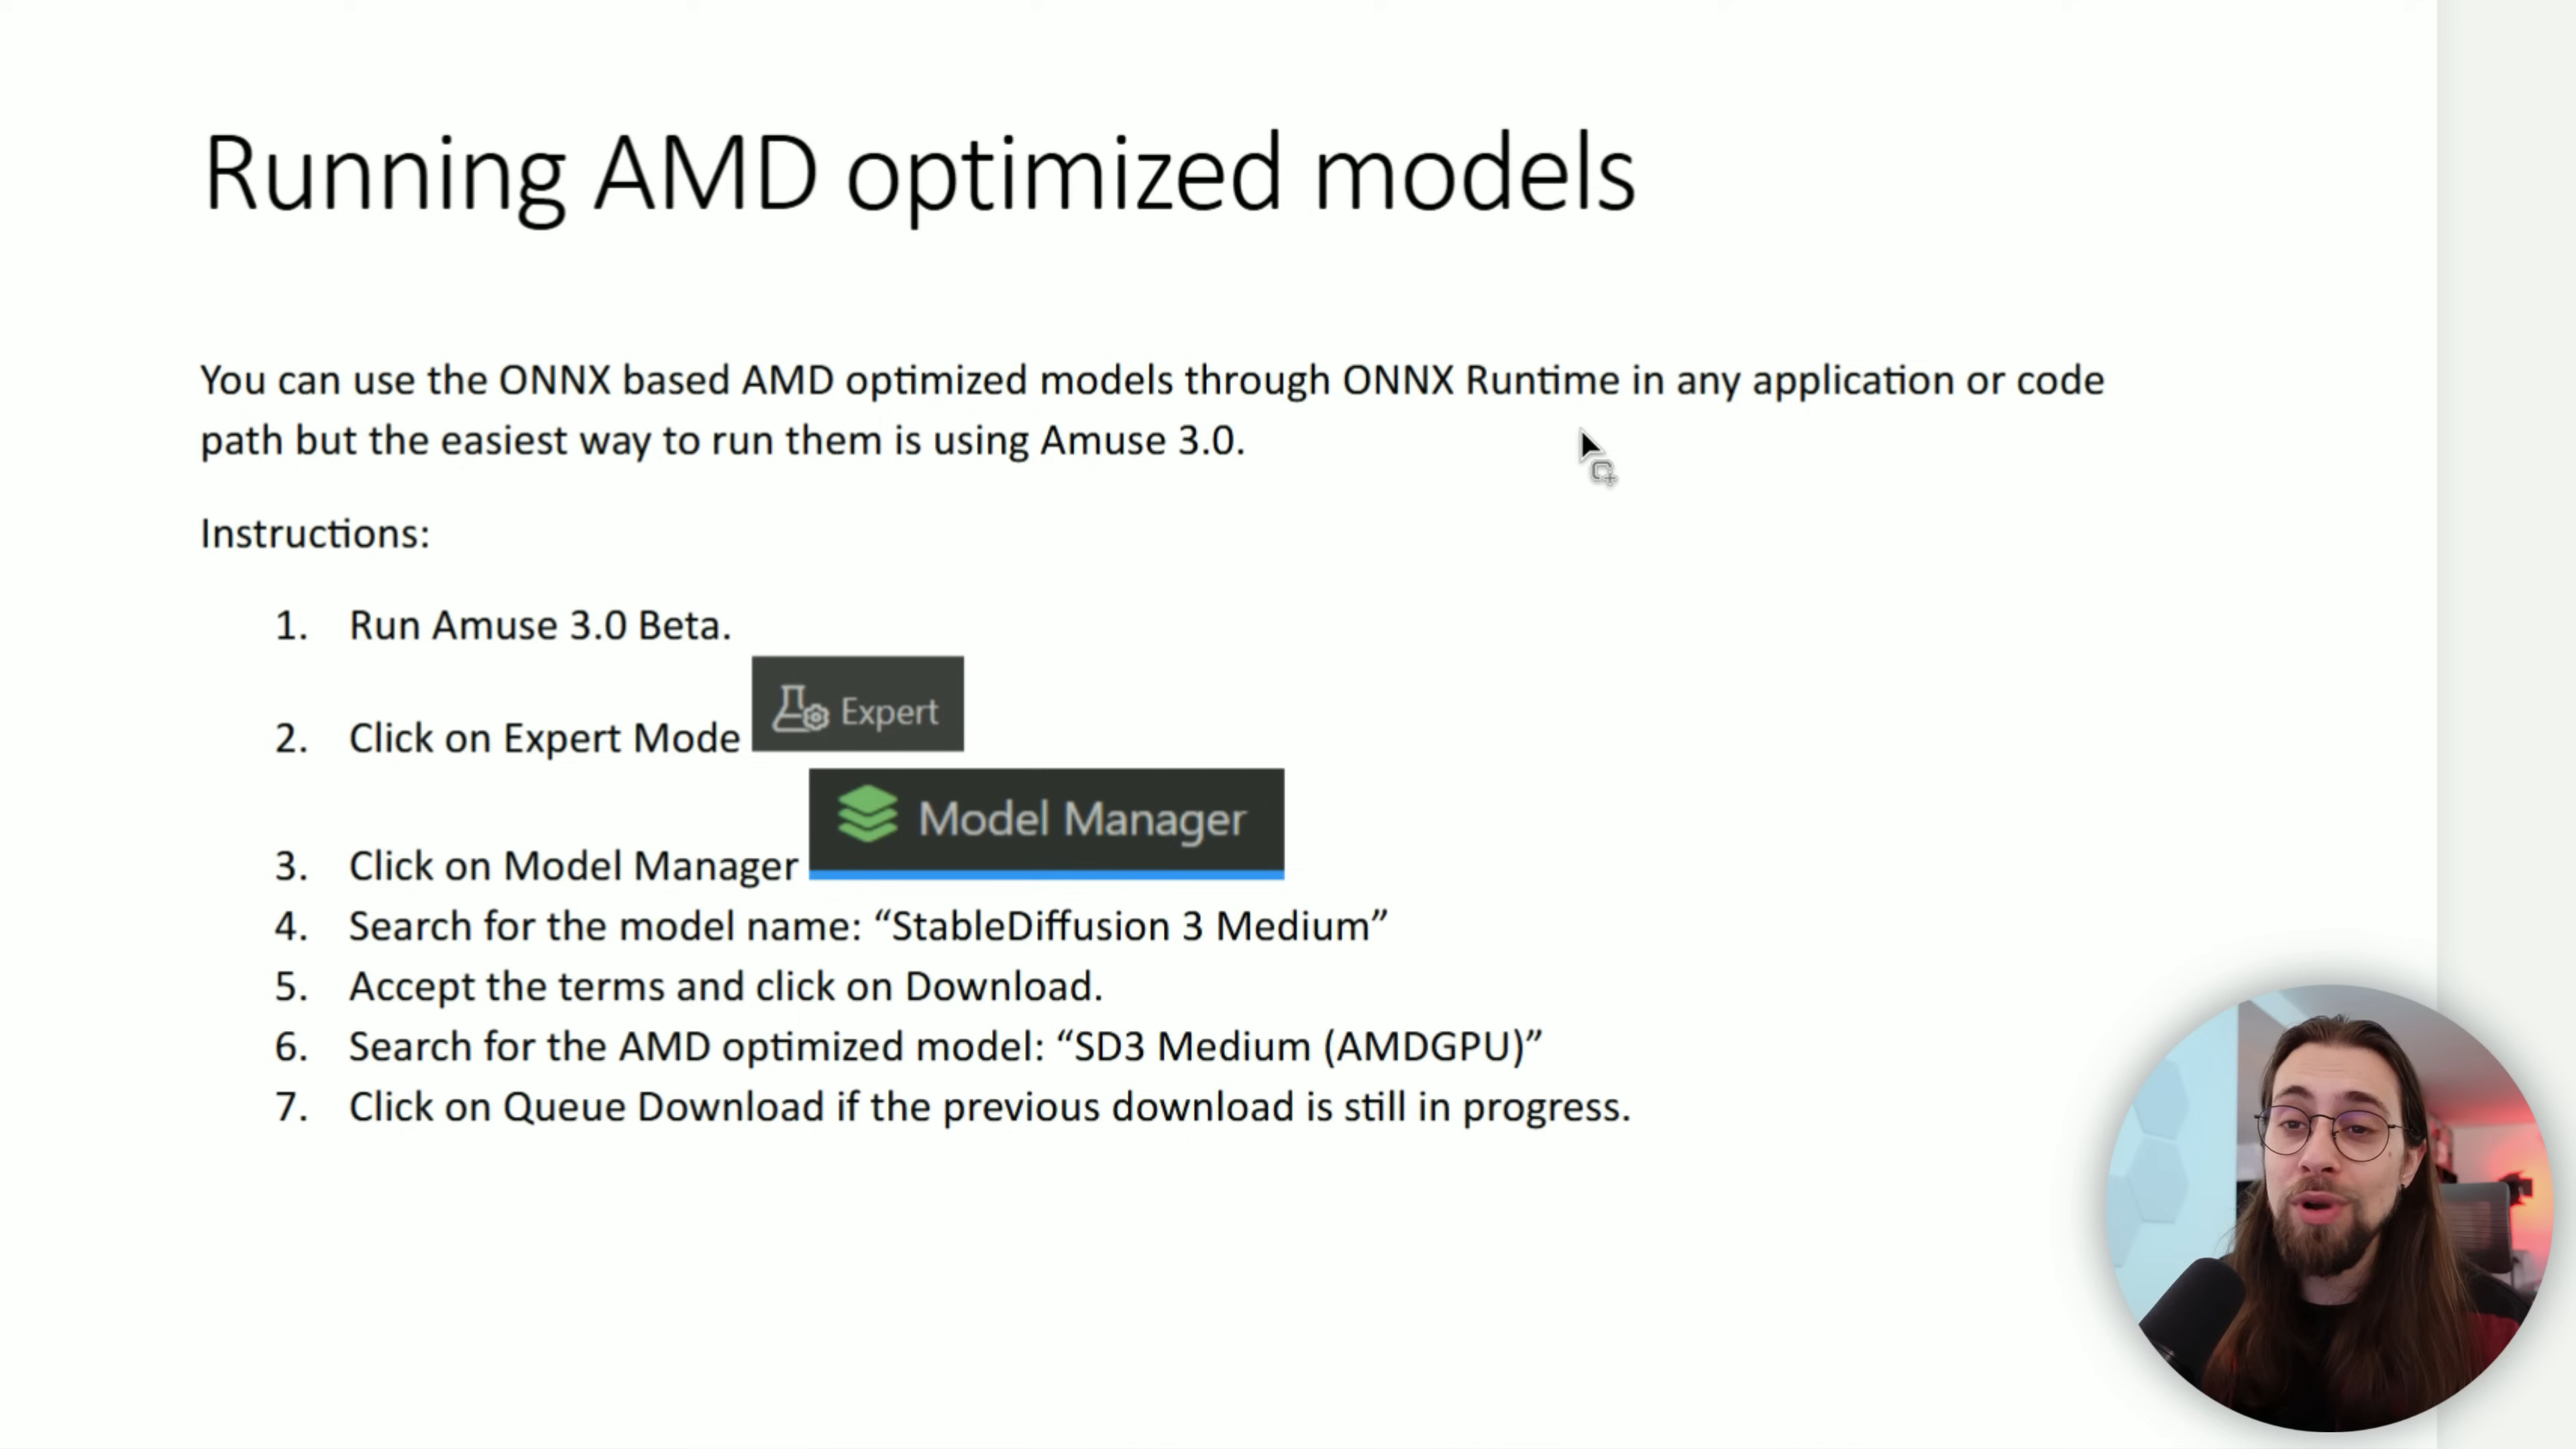 Running AMD optimized models
You can use the ONNX based AMD optimized models through ONNX Runtime in any application or code
path but the easiest way to run them is using Amuse 3.0.
Instructions:
1. Run Amuse 3.0 Beta.
2. Click on Expert Mode Expert
3. Click on Model Manager Model Manager
4. Search for the model name: “StableDiffusion 3 Medium”
5. Accept the terms and click on Download.
6. Search for the AMD optimized model: “SD3 Medium (AMDGPU)”
7. Click on Queue Download if the previous download is still in progress.